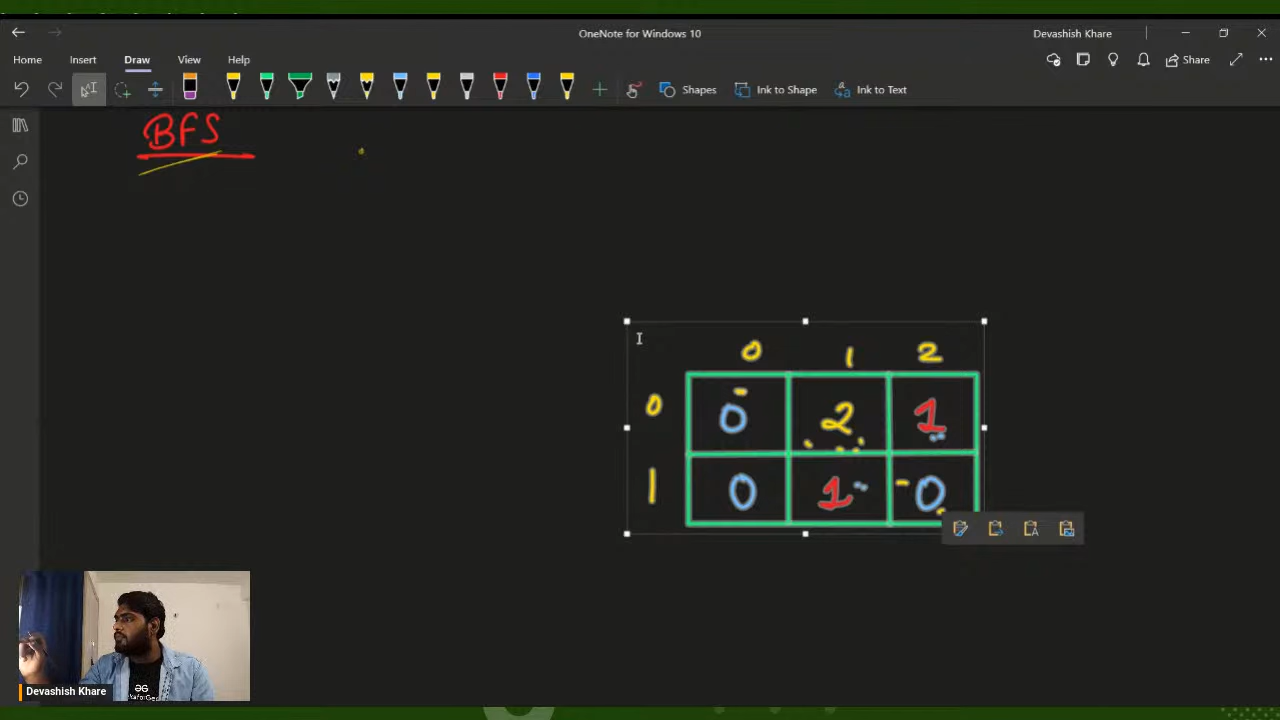 OneNote for Windows 10
Devashish Khare
Home Insert Draw View Help
Share
Shapes Ink to Shape Ink to Text
BFS
0 1 2
0 0 2 1
1 0 1 0
Devashish Khare